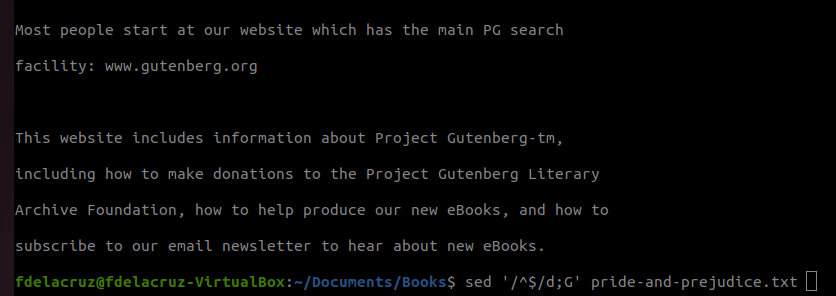 Most people start at our website which has the main PG search
facility: www.gutenberg.org
This website includes information about Project Gutenberg-tm,
including how to make donations to the Project Gutenberg Literary
Archive Foundation, how to help produce our new eBooks, and how to
subscribe to our email newsletter to hear about new eBooks.
fdelacruz@fdelacruz-VirtualBox:~/Documents/Books$ sed '/^$/d;G' pride-and-prejudice.txt